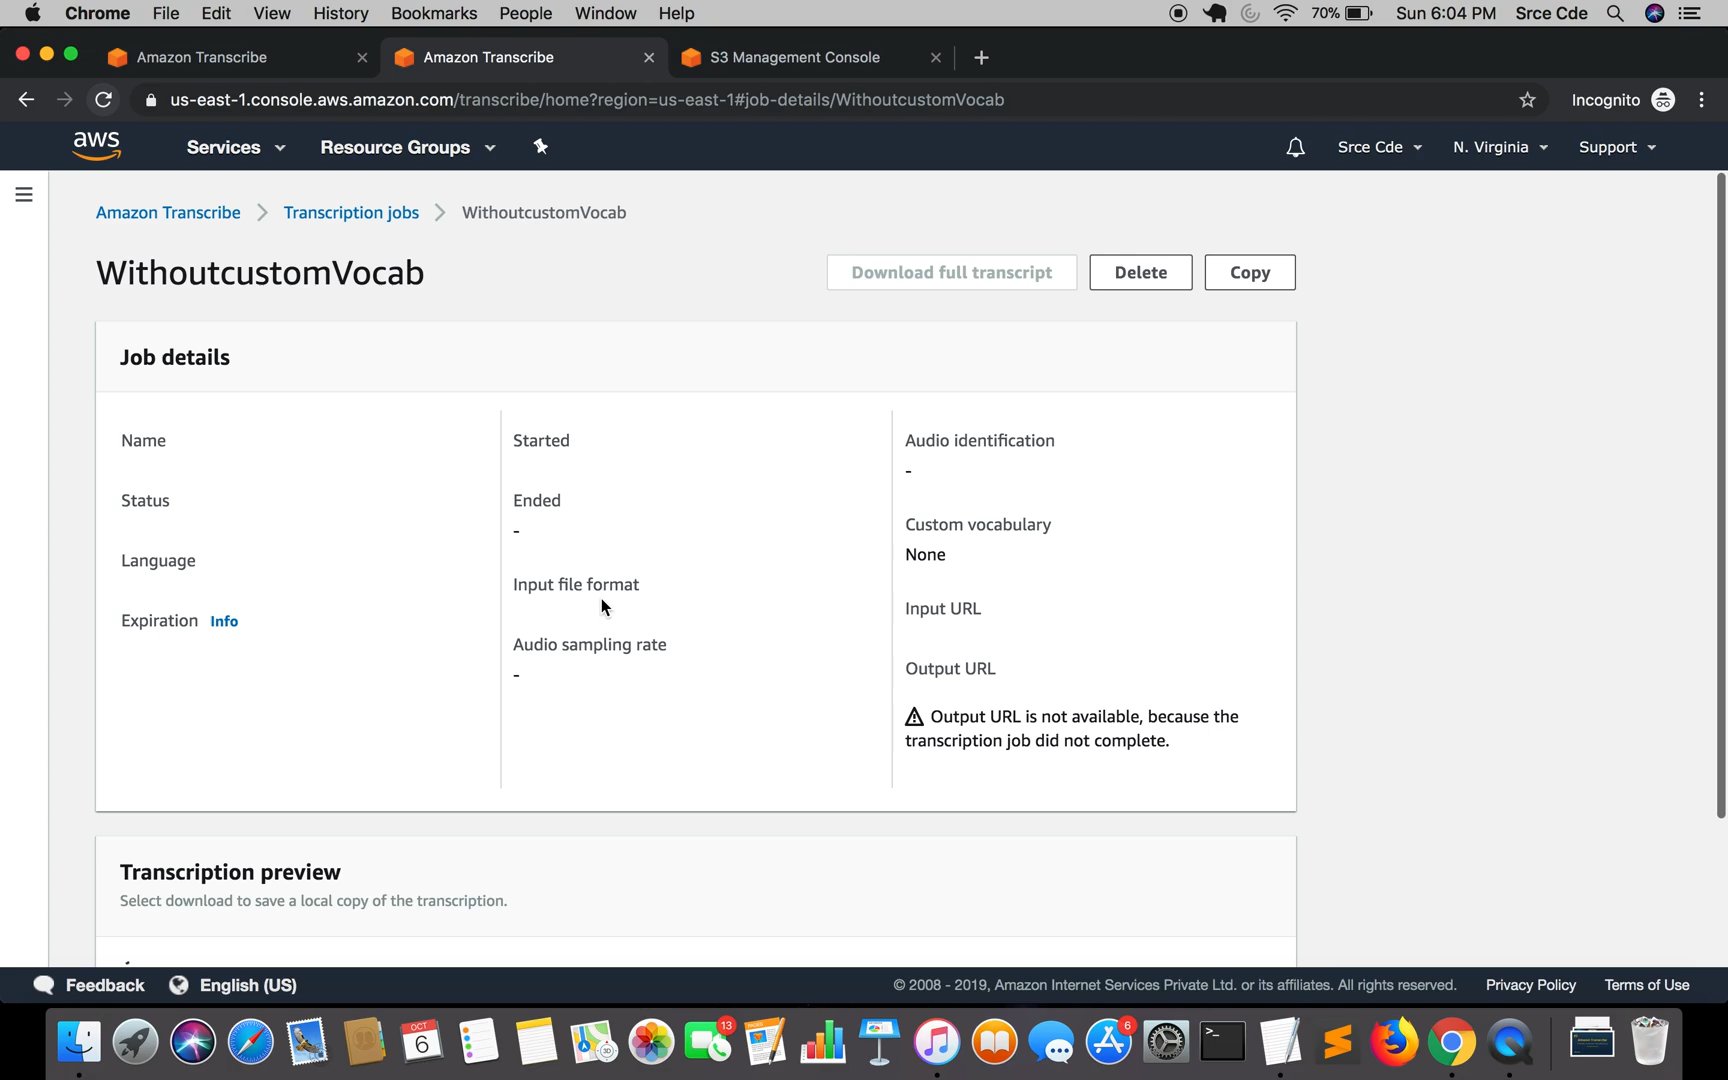 Chrome File Edit View History Bookmarks People Window Help 70% Sun 6:04 PM Srce Cde
Amazon Transcribe Amazon Transcribe S3 Management Console
us-east-1.console.aws.amazon.com/transcribe/home?region=us-east-1#job-details/WithoutcustomVocab Incognito
aws Services Resource Groups Srce Cde N. Virginia Support
Amazon Transcribe Transcription jobs WithoutcustomVocab
WithoutcustomVocab Download full transcript Delete Copy
Job details
Name Started Audio identification
-
Status Ended
-
Custom vocabulary
None
Language
Input file format
Input URL
Expiration Info
Audio sampling rate
-
Output URL
Output URL is not available, because the
transcription job did not complete.
Transcription preview
Select download to save a local copy of the transcription.
Feedback English (US) © 2008 - 2019, Amazon Internet Services Private Ltd. or its affiliates. All rights reserved. Privacy Policy Terms of Use
OCT
6
13
6